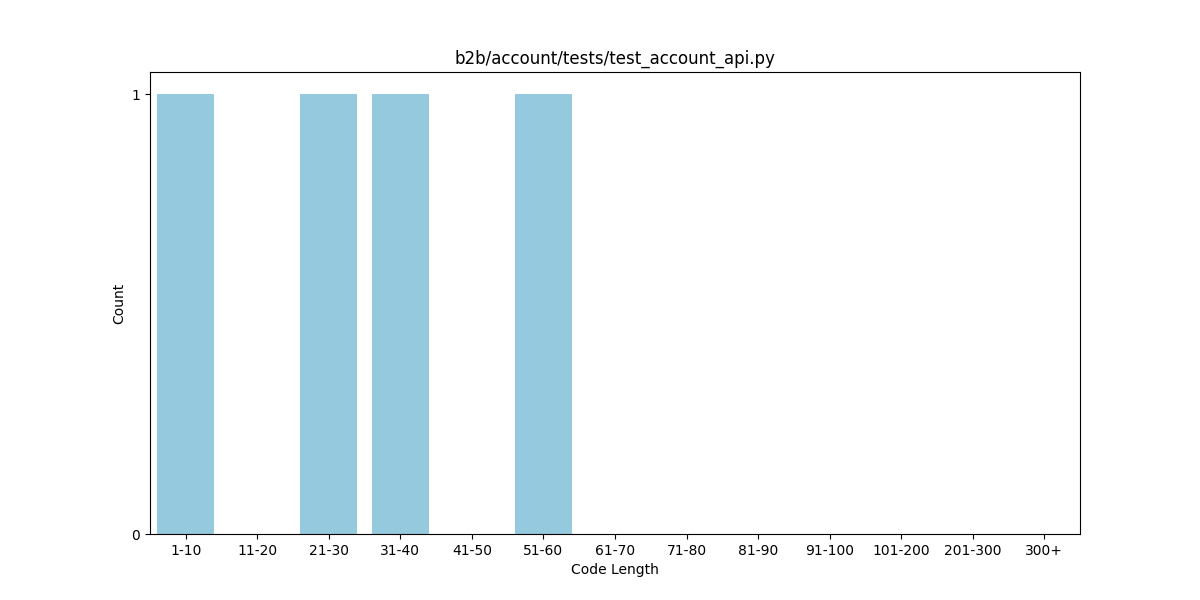 b2b/account/tests/test_account_api.py
1
Count
0
1-10 11-20 21-30 31-40 41-50 51-60 61-70 71-80 81-90 91-100 101-200 201-300 300+
Code Length